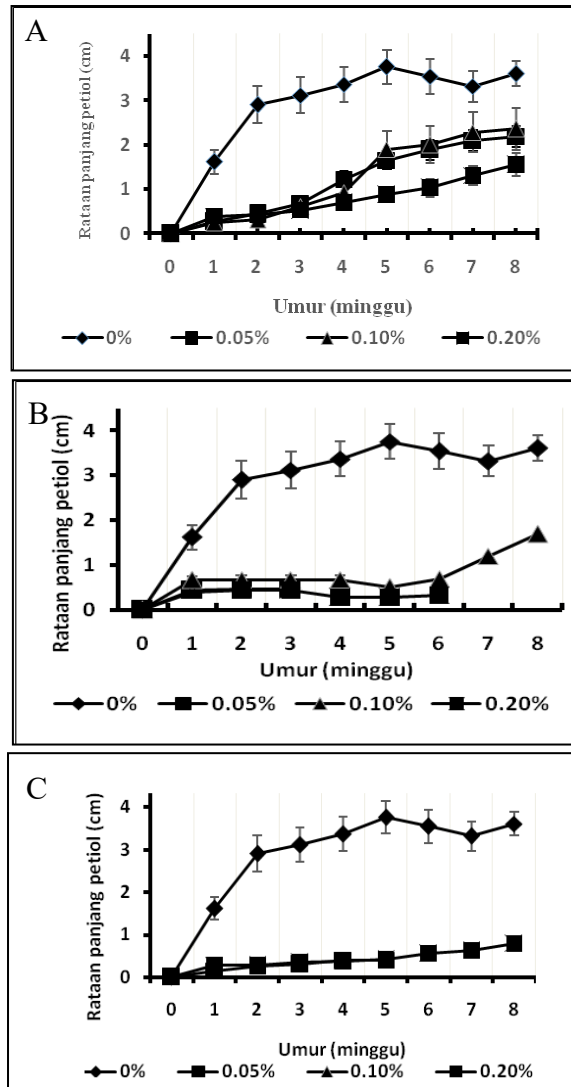 A
Rataan panjang petiol (cm)
4
3
2
1
0
0 1 2 3 4 5 6 7 8
Umur (minggu)
0% 0.05% 0.10% 0.20%
B
Rataan panjang petiol (cm)
4
3
2
1
0
0 1 2 3 4 5 6 7 8
Umur (minggu)
0% 0.05% 0.10% 0.20%
C
Rataan panjang petiol (cm)
4
3
2
1
0
0 1 2 3 4 5 6 7 8
Umur (minggu)
0% 0.05% 0.10% 0.20%